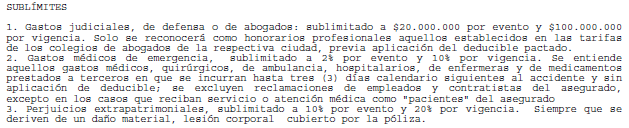 SUBLÍMITES
1. Gastos judiciales, de defensa o de abogados: sublimitado a $20.000.000 por evento y $100.000.000
por vigencia. Solo se reconocerá como honorarios profesionales aquellos establecidos en las tarifas
de los colegios de abogados de la respectiva ciudad, previa aplicación del deducible pactado.
2. Gastos médicos de emergencia, sublimitado a 2% por evento y 10% por vigencia. Se entiende
aquellos gastos médicos, quirúrgicos, de ambulancia, hospitalarios, de enfermeras y de medicamentos
prestados a terceros en que se incurran hasta tres (3) días calendario siguientes al accidente y sin
aplicación de deducible; se excluyen reclamaciones de empleados y contratistas del asegurado,
excepto en los casos que reciban servicio o atención médica como "pacientes" del asegurado
3. Perjuicios extrapatrimoniales, sublimitado a 10% por evento y 20% por vigencia. Siempre que se
deriven de un daño material, lesión corporal cubierto por la póliza.